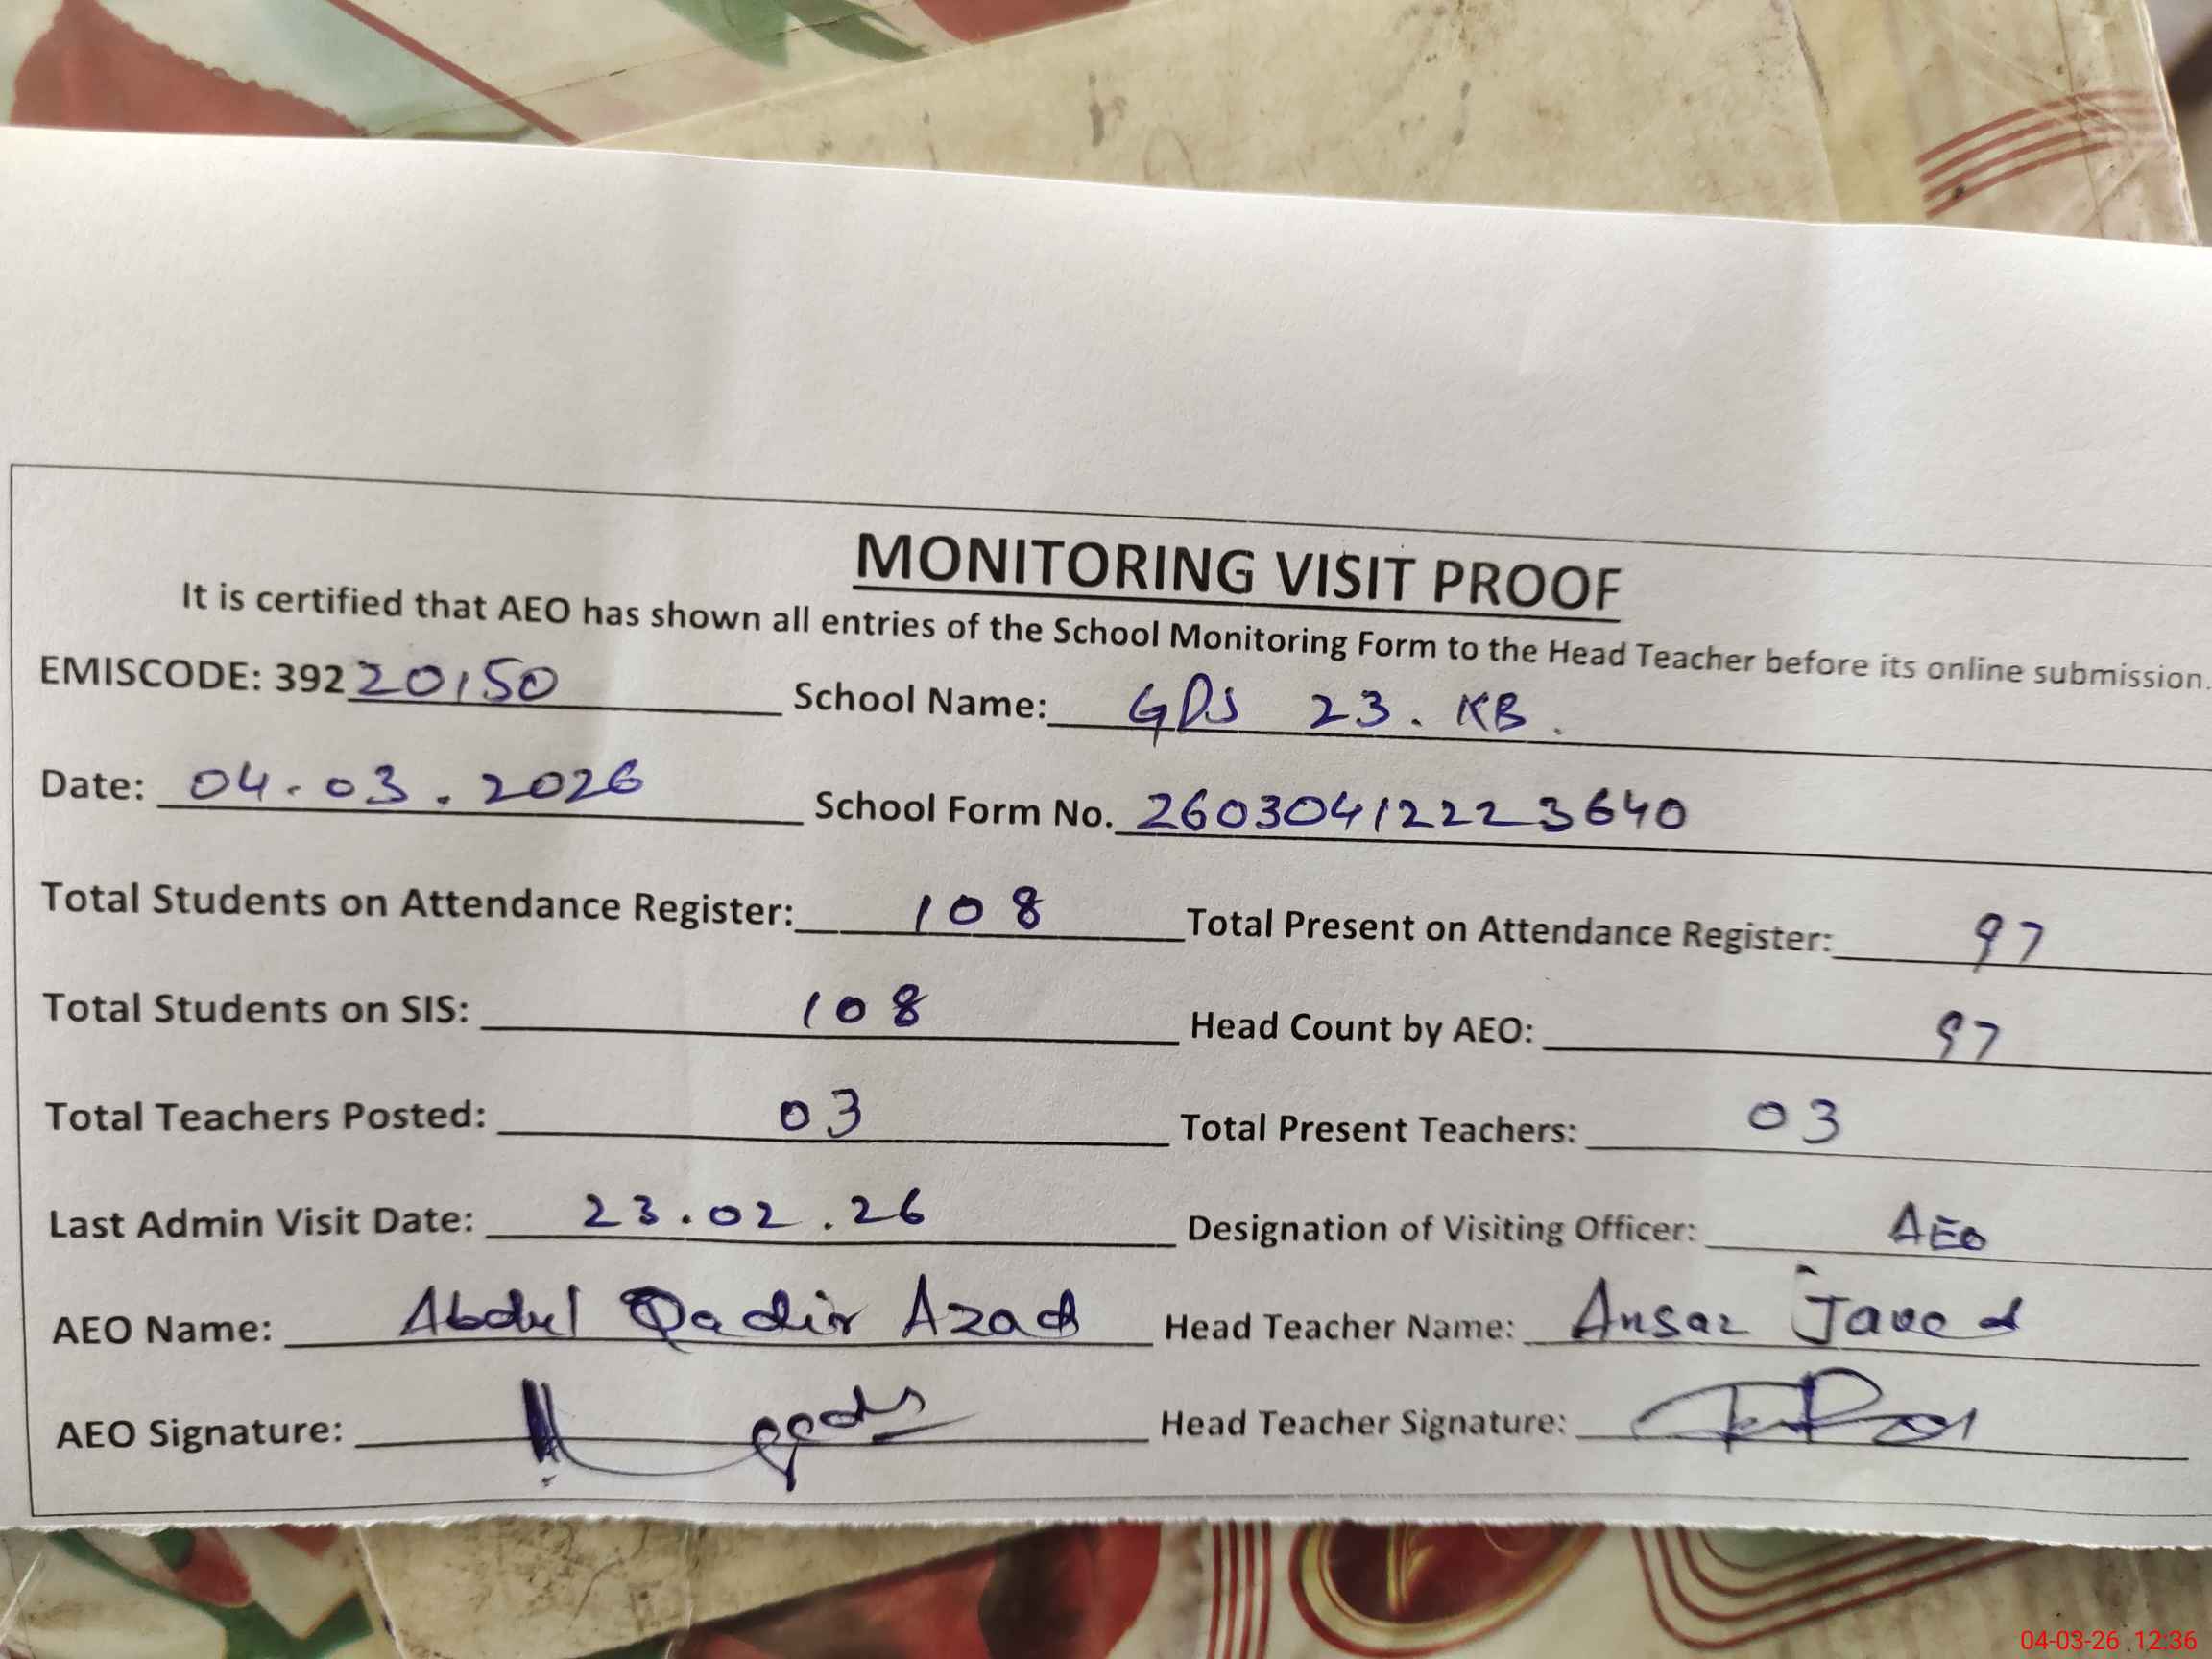 MONITORING VISIT PROOF
It is certified that AEO has shown all entries of the School Monitoring Form to the Head Teacher before its online submission.
EMISCODE: 39220150 School Name: GPS 23. KB.
Date: 04.03.2026 School Form No. 26030412223640
Total Students on Attendance Register: 108 Total Present on Attendance Register: 97
Total Students on SIS: 108 Head Count by AEO: 97
Total Teachers Posted: 03 Total Present Teachers: 03
Last Admin Visit Date: 23.02.26 Designation of Visiting Officer: AEO
AEO Name: Abdul Qadir Azad Head Teacher Name: Ansar Javed
AEO Signature: Head Teacher Signature:
04-03-26 12:36